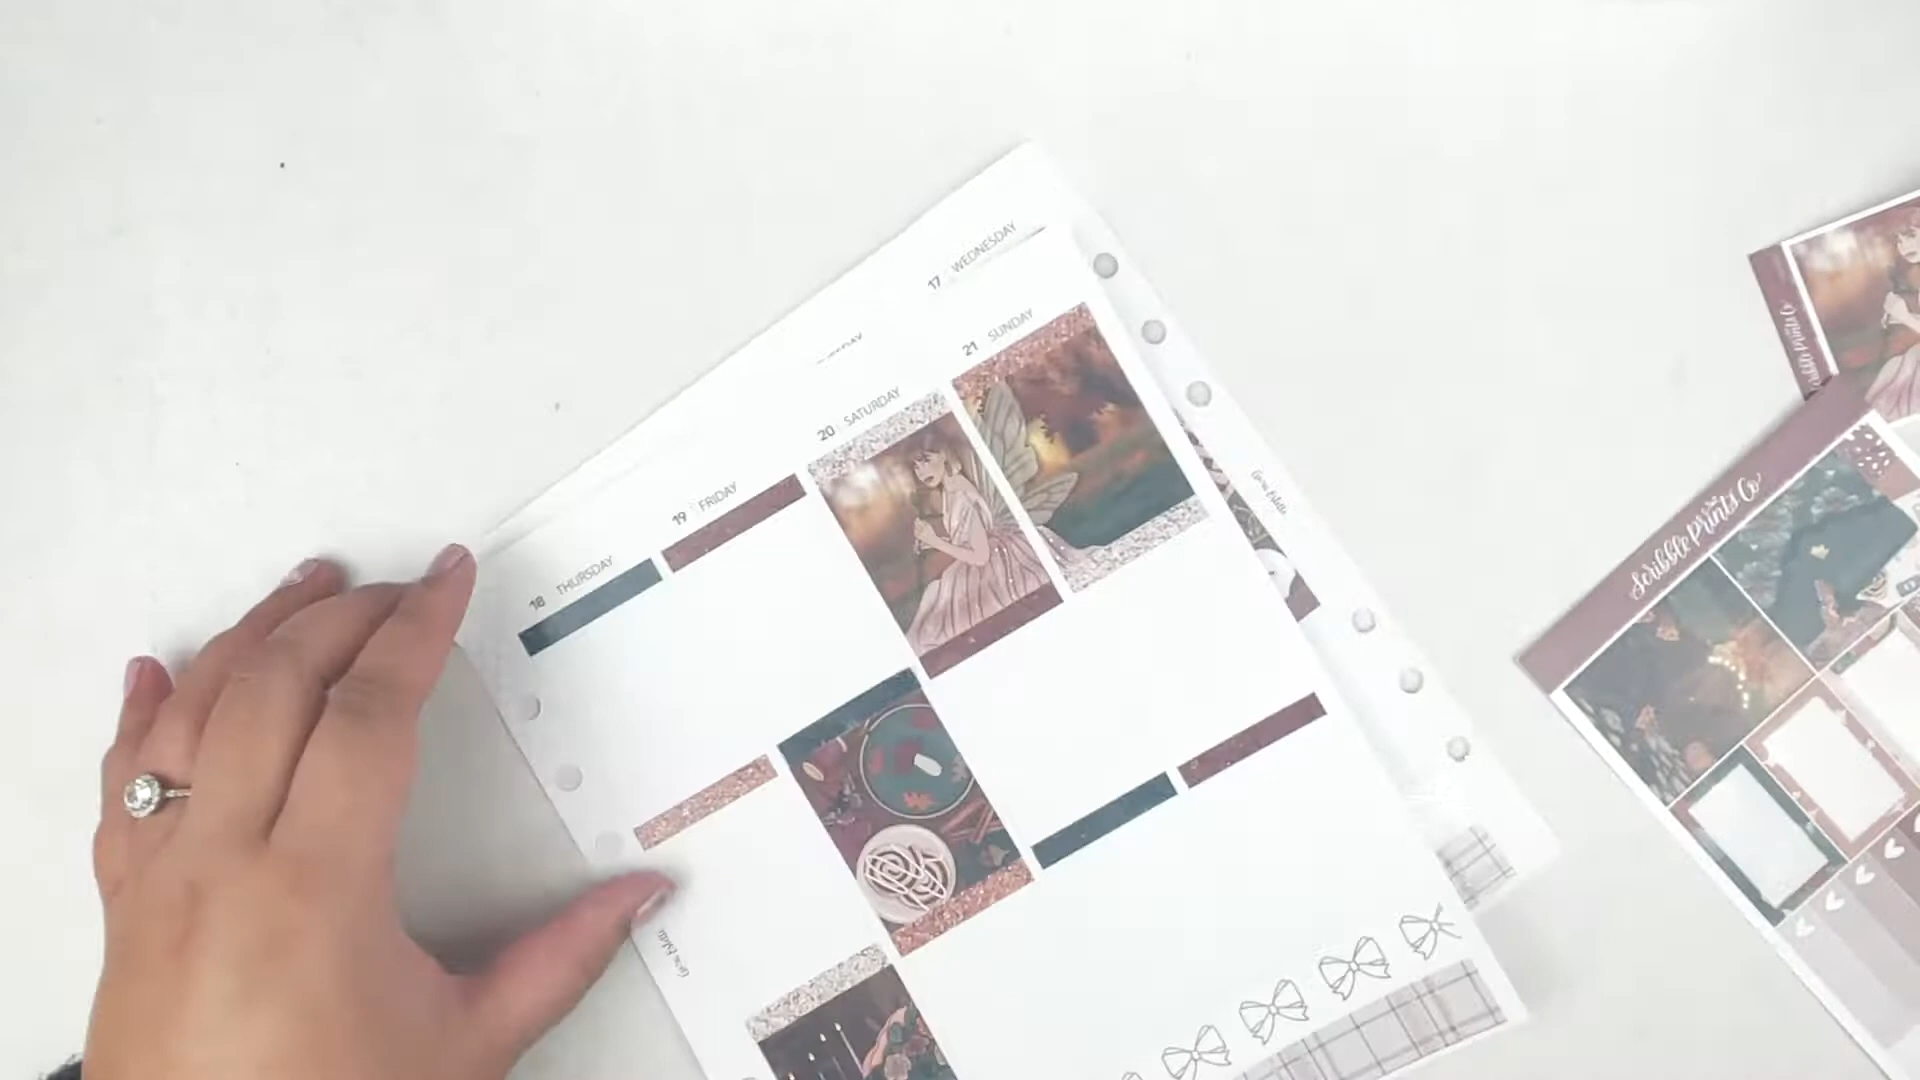 17 WEDNESDAY
21 SUNDAY
20 SATURDAY
19 FRIDAY
18 THURSDAY
Scribble Prints Co